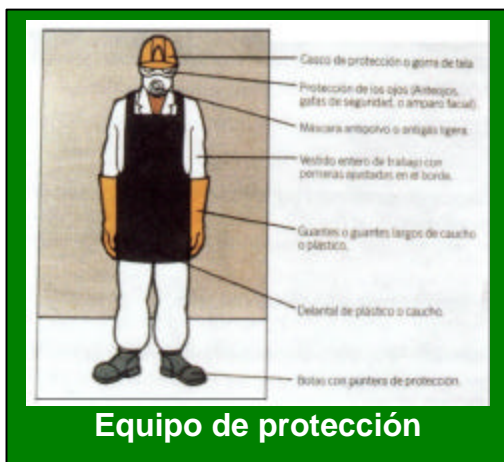 Casco de protección o gorra de tela
Protección de los ojos (Anteojos,
gafas de seguridad, o amparo facial).
Máscara antipolvo o antigás ligera.
Vestido entero de trabajo con
perneras ajustadas en el borde.
Guantes o guantes largos de caucho
o plástico.
Delantal de plástico o caucho.
Botas con puntera de protección.
Equipo de protección